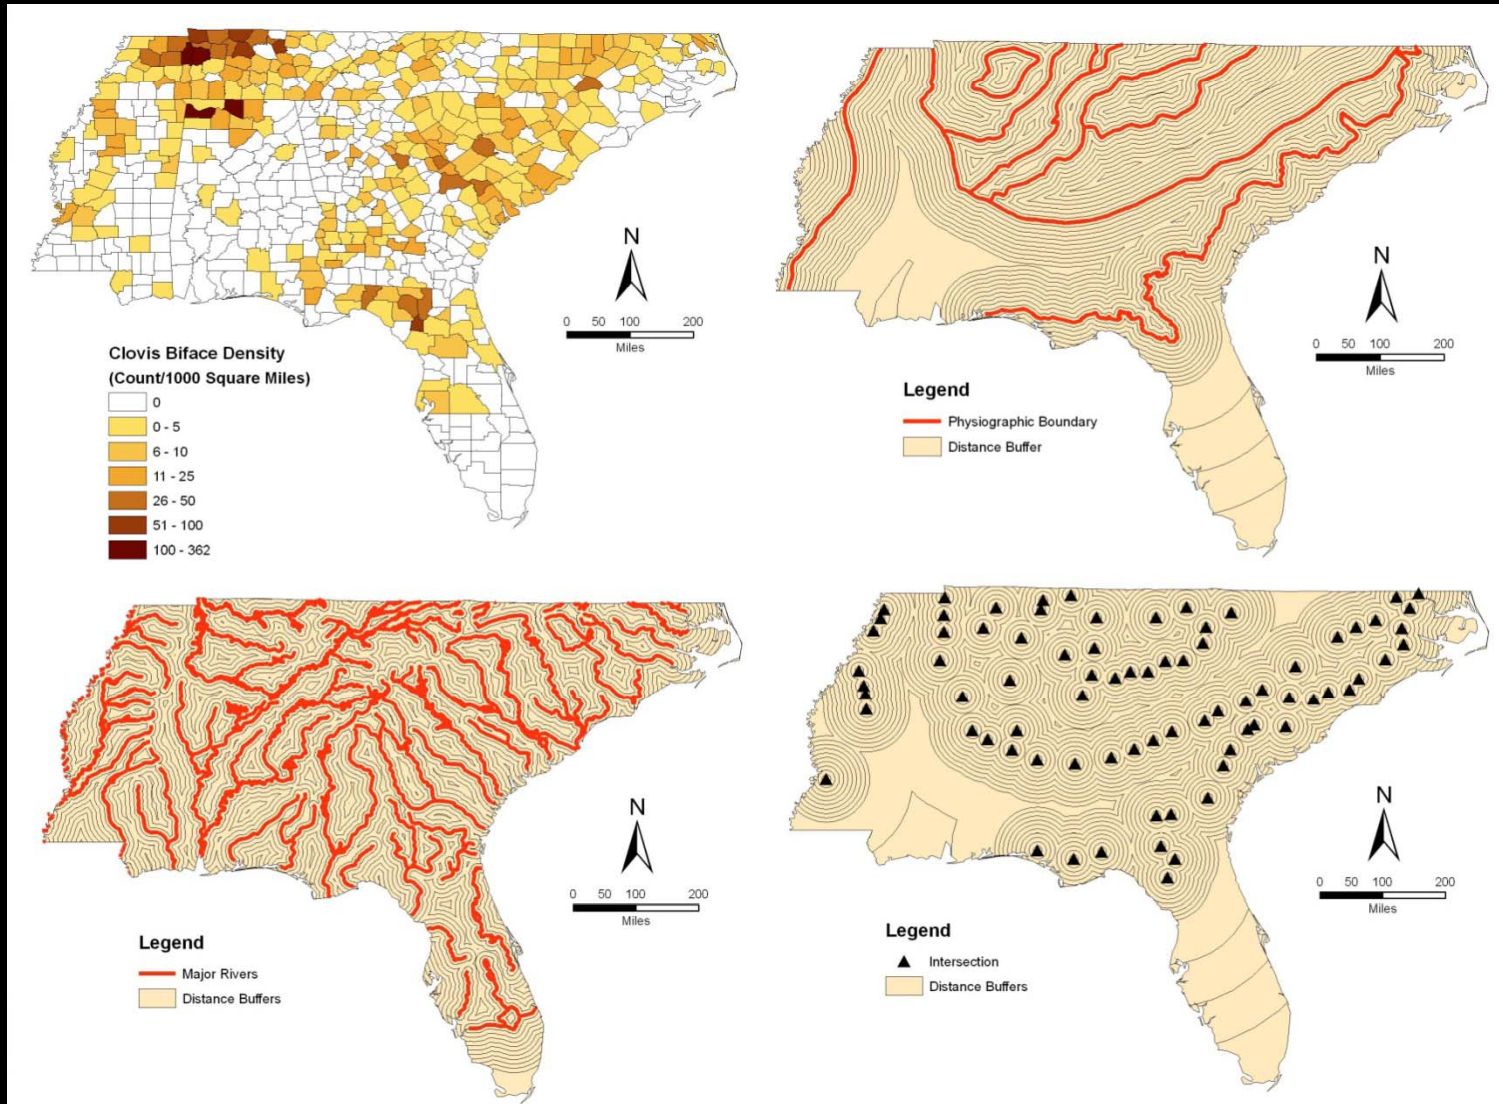 N
0 50 100 200
Miles
Clovis Biface Density
(Count/1000 Square Miles)
0
0 - 5
6 - 10
11 - 25
26 - 50
51 - 100
100 - 362
N
0 50 100 200
Miles
Legend
Physiographic Boundary
Distance Buffer
N
0 50 100 200
Miles
Legend
Major Rivers
Distance Buffers
N
0 50 100 200
Miles
Legend
Intersection
Distance Buffers